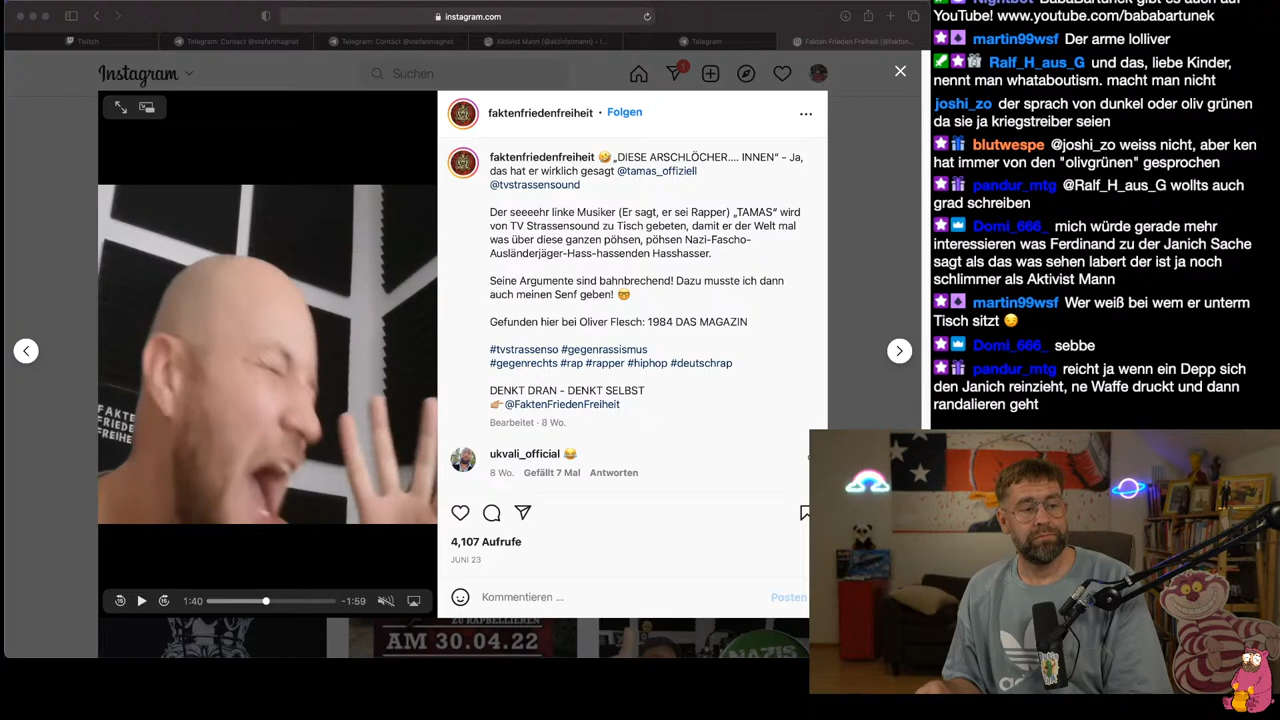 instagram.com
Twitch
Telegram: Contact @stefanmagnet
Telegram: Contact @stefanmagnet
Aktivist Mann (@aktivistmann) • I...
Telegram
Fakten Frieden Freiheit (@fakten...
Instagram
Suchen
1
faktenfriedenfreiheit • Folgen
faktenfriedenfreiheit 🤣 „DIESE ARSCHLÖCHER.... INNEN“ - Ja,
das hat er wirklich gesagt @tamas_offiziell
@tvstrassensound
Der seeeehr linke Musiker (Er sagt, er sei Rapper) „TAMAS“ wird
von TV Strassensound zu Tisch gebeten, damit er der Welt mal
was über diese ganzen pöhsen, pöhsen Nazi-Fascho-
Ausländerjäger-Hass-hassenden Hasshasser.
Seine Argumente sind bahnbrechend! Dazu musste ich dann
auch meinen Senf geben! 🤓
Gefunden hier bei Oliver Flesch: 1984 DAS MAGAZIN
#tvstrassenso #gegenrassismus
#gegenrechts #rap #rapper #hiphop #deutschrap
DENKT DRAN - DENKT SELBST
👉🏼@FaktenFriedenFreiheit
Bearbeitet · 8 Wo.
ukvali_official 😂
8 Wo. Gefällt 7 Mal Antworten
4,107 Aufrufe
JUNI 23
Kommentieren ...
Posten
FAKTEN
FRIEDEN
FREIHEIT
15
15
1:40
-1:59
ZU RAPBELLIEREN
AM 30.04.22
NAZIS
YouTube! www.youtube.com/bababartunek
martin99wsf Der arme lolliver
Ralf_H_aus_G und das, liebe Kinder,
nennt man whataboutism. macht man nicht
joshi_zo der sprach von dunkel oder oliv grünen
da sie ja kriegstreiber seien
blutwespe @joshi_zo weiss nicht, aber ken
hat immer von den "olivgrünen" gesprochen
pandur_mtg @Ralf_H_aus_G wollts auch
grad schreiben
Domi_666_ mich würde gerade mehr
interessieren was Ferdinand zu der Janich Sache
sagt als das was sehen labert der ist ja noch
schlimmer als Aktivist Mann
martin99wsf Wer weiß bei wem er unterm
Tisch sitzt 😏
Domi_666_ sebbe
pandur_mtg reicht ja wenn ein Depp sich
den Janich reinzieht, ne Waffe druckt und dann
randalieren geht